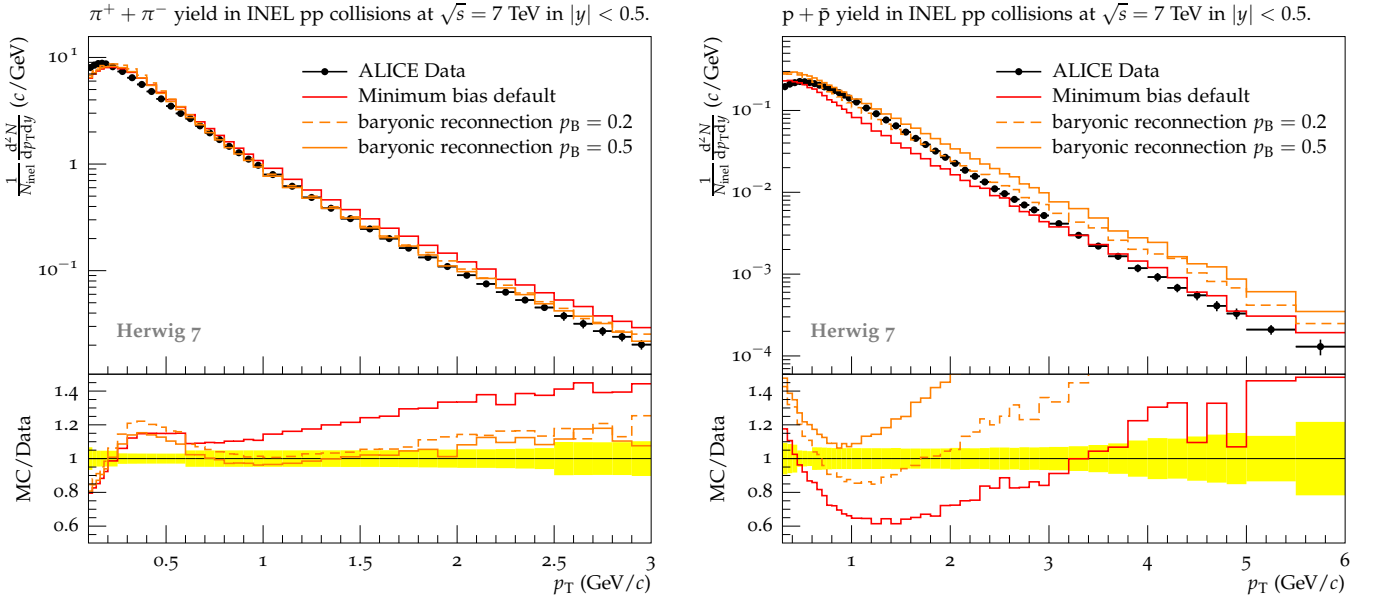 π⁺ + π⁻ yield in INEL pp collisions at √s = 7 TeV in |y| < 0.5.
10¹
1
10⁻¹
1/N_inel d²N/dp_T dy (c/GeV)
ALICE Data
Minimum bias default
baryonic reconnection p_B = 0.2
baryonic reconnection p_B = 0.5
Herwig 7
1.4
1.2
1
0.8
0.6
MC/Data
0.5 1 1.5 2 2.5 3
p_T (GeV/c)
p + p̄ yield in INEL pp collisions at √s = 7 TeV in |y| < 0.5.
10⁻¹
10⁻²
10⁻³
10⁻⁴
1/N_inel d²N/dp_T dy (c/GeV)
ALICE Data
Minimum bias default
baryonic reconnection p_B = 0.2
baryonic reconnection p_B = 0.5
Herwig 7
1.4
1.2
1
0.8
0.6
MC/Data
1 2 3 4 5 6
p_T (GeV/c)